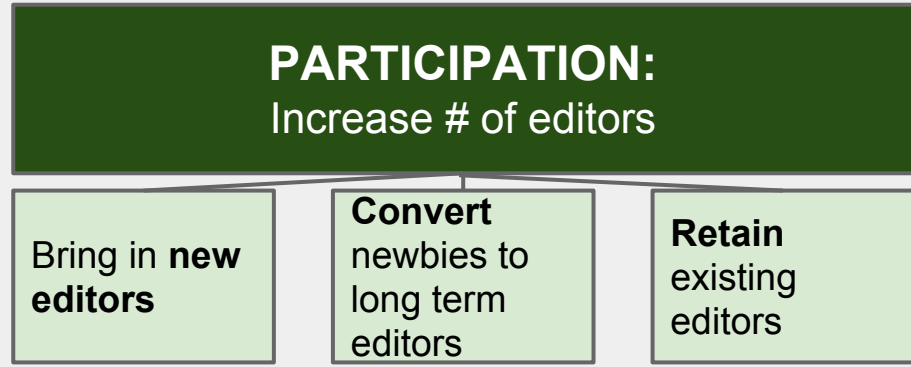 PARTICIPATION:
Increase # of editors
Bring in new
editors
Convert
newbies to
long term
editors
Retain
existing
editors